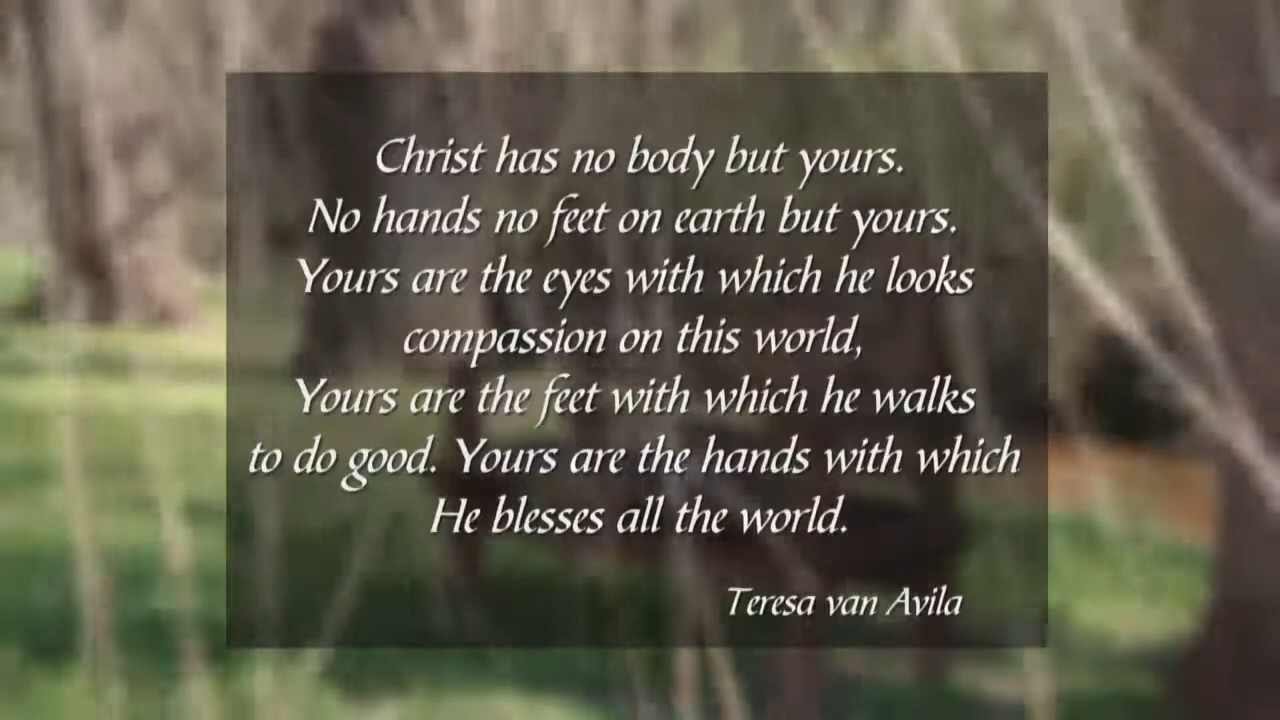 Christ has no body but yours.
No hands no feet on earth but yours.
Yours are the eyes with which he looks
compassion on this world,
Yours are the feet with which he walks
to do good. Yours are the hands with which
He blesses all the world.
Teresa van Avila